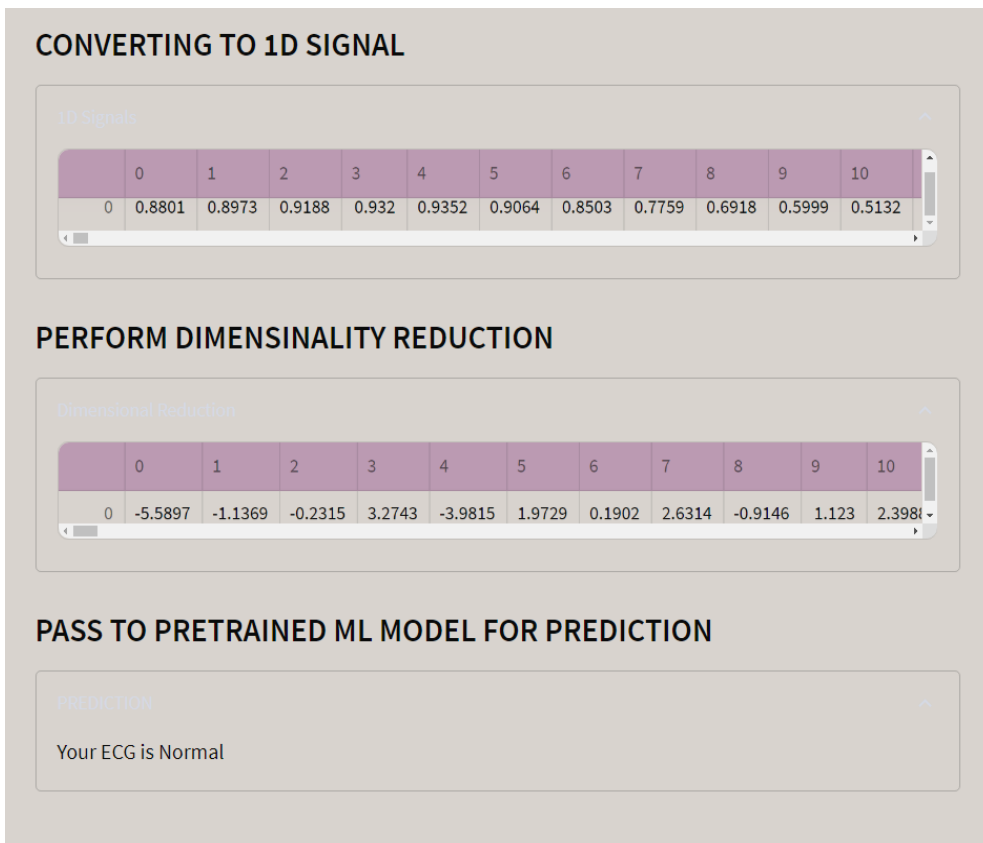 CONVERTING TO 1D SIGNAL
1D Signals
0 1 2 3 4 5 6 7 8 9 10
0 0.8801 0.8973 0.9188 0.932 0.9352 0.9064 0.8503 0.7759 0.6918 0.5999 0.5132
PERFORM DIMENSINALITY REDUCTION
Dimensional Reduction
0 1 2 3 4 5 6 7 8 9 10
0 -5.5897 -1.1369 -0.2315 3.2743 -3.9815 1.9729 0.1902 2.6314 -0.9146 1.123 2.398
PASS TO PRETRAINED ML MODEL FOR PREDICTION
PREDICTION
Your ECG is Normal